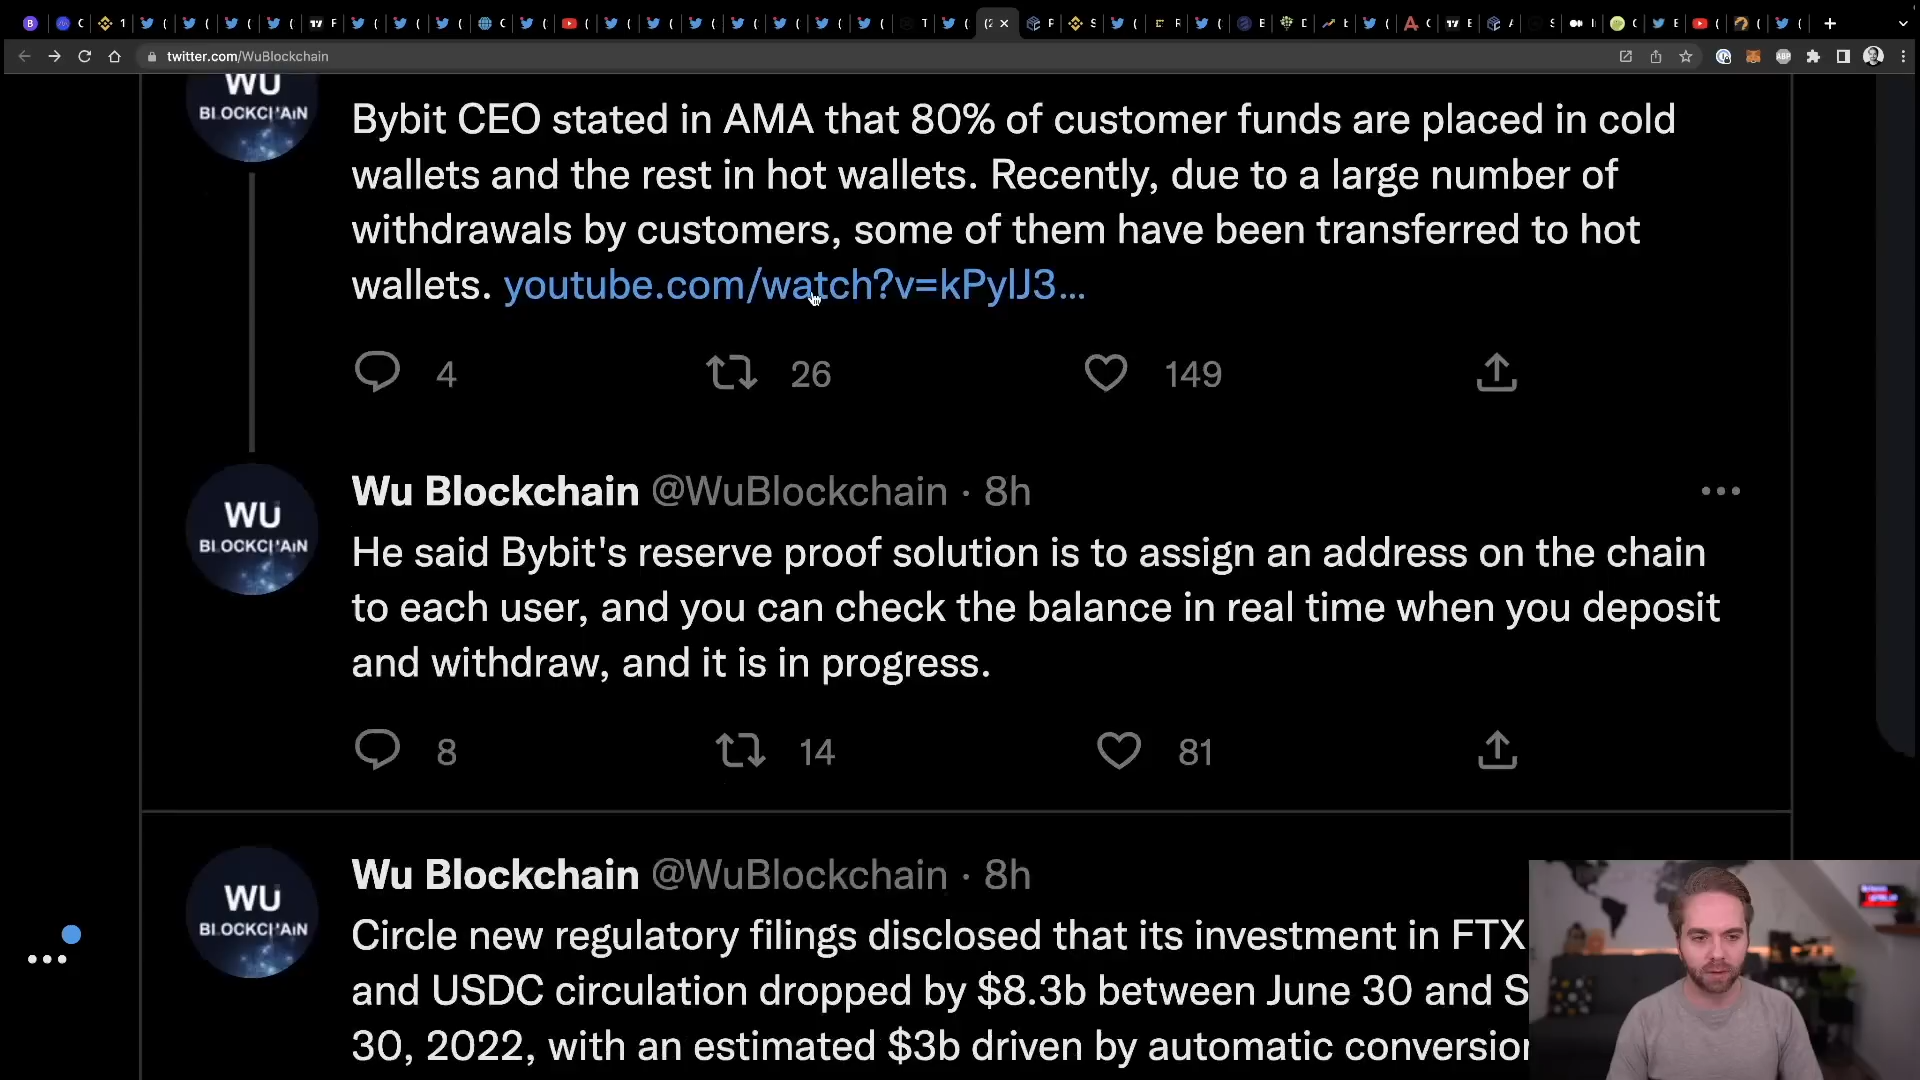 twitter.com/WuBlockchain
WU
BLOCKCHAIN
Bybit CEO stated in AMA that 80% of customer funds are placed in cold
wallets and the rest in hot wallets. Recently, due to a large number of
withdrawals by customers, some of them have been transferred to hot
wallets. youtube.com/watch?v=kPylJ3...
4 26 149
Wu Blockchain @WuBlockchain · 8h
WU
BLOCKCHAIN
He said Bybit's reserve proof solution is to assign an address on the chain
to each user, and you can check the balance in real time when you deposit
and withdraw, and it is in progress.
8 14 81
Wu Blockchain @WuBlockchain · 8h
WU
BLOCKCHAIN
Circle new regulatory filings disclosed that its investment in FTX
and USDC circulation dropped by $8.3b between June 30 and S
30, 2022, with an estimated $3b driven by automatic conversion